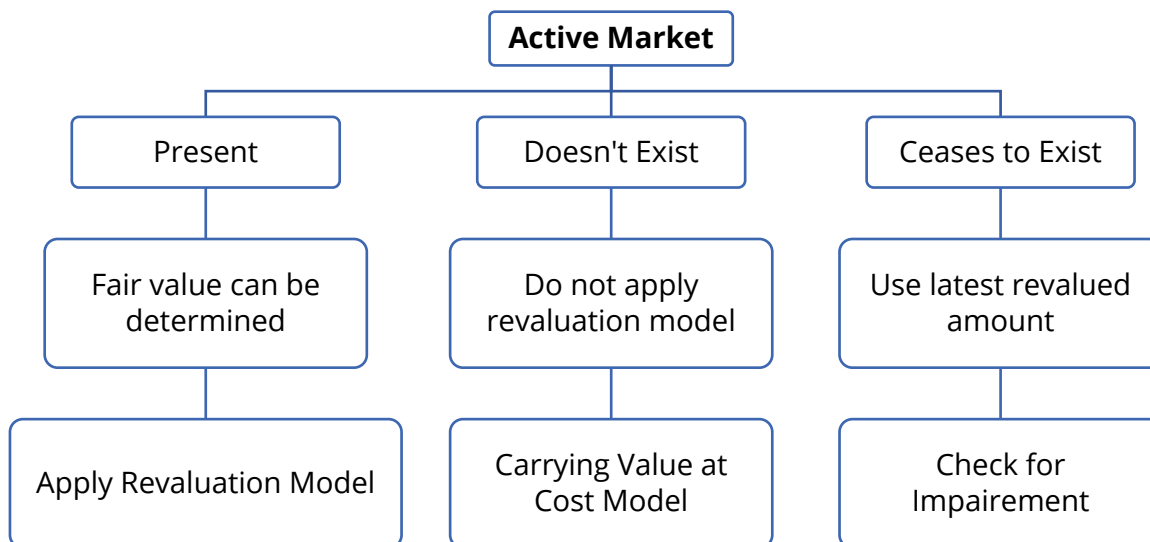 Active Market
Present
Doesn't Exist
Ceases to Exist
Fair value can be
determined
Do not apply
revaluation model
Use latest revalued
amount
Apply Revaluation Model
Carrying Value at
Cost Model
Check for
Impairement